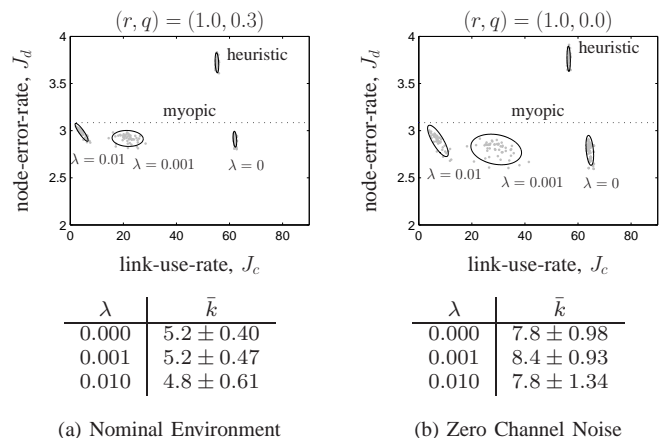 (r, q) = (1.0, 0.3)
node-error-rate, J_d
4
3.5
3
2.5
2
heuristic
myopic
λ = 0.01
λ = 0.001
λ = 0
0 20 40 60 80
link-use-rate, J_c
λ k̄
0.000 5.2 ± 0.40
0.001 5.2 ± 0.47
0.010 4.8 ± 0.61
(a) Nominal Environment
(r, q) = (1.0, 0.0)
node-error-rate, J_d
4
3.5
3
2.5
2
heuristic
myopic
λ = 0.01
λ = 0.001
λ = 0
0 20 40 60 80
link-use-rate, J_c
λ k̄
0.000 7.8 ± 0.98
0.001 8.4 ± 0.93
0.010 7.8 ± 1.34
(b) Zero Channel Noise